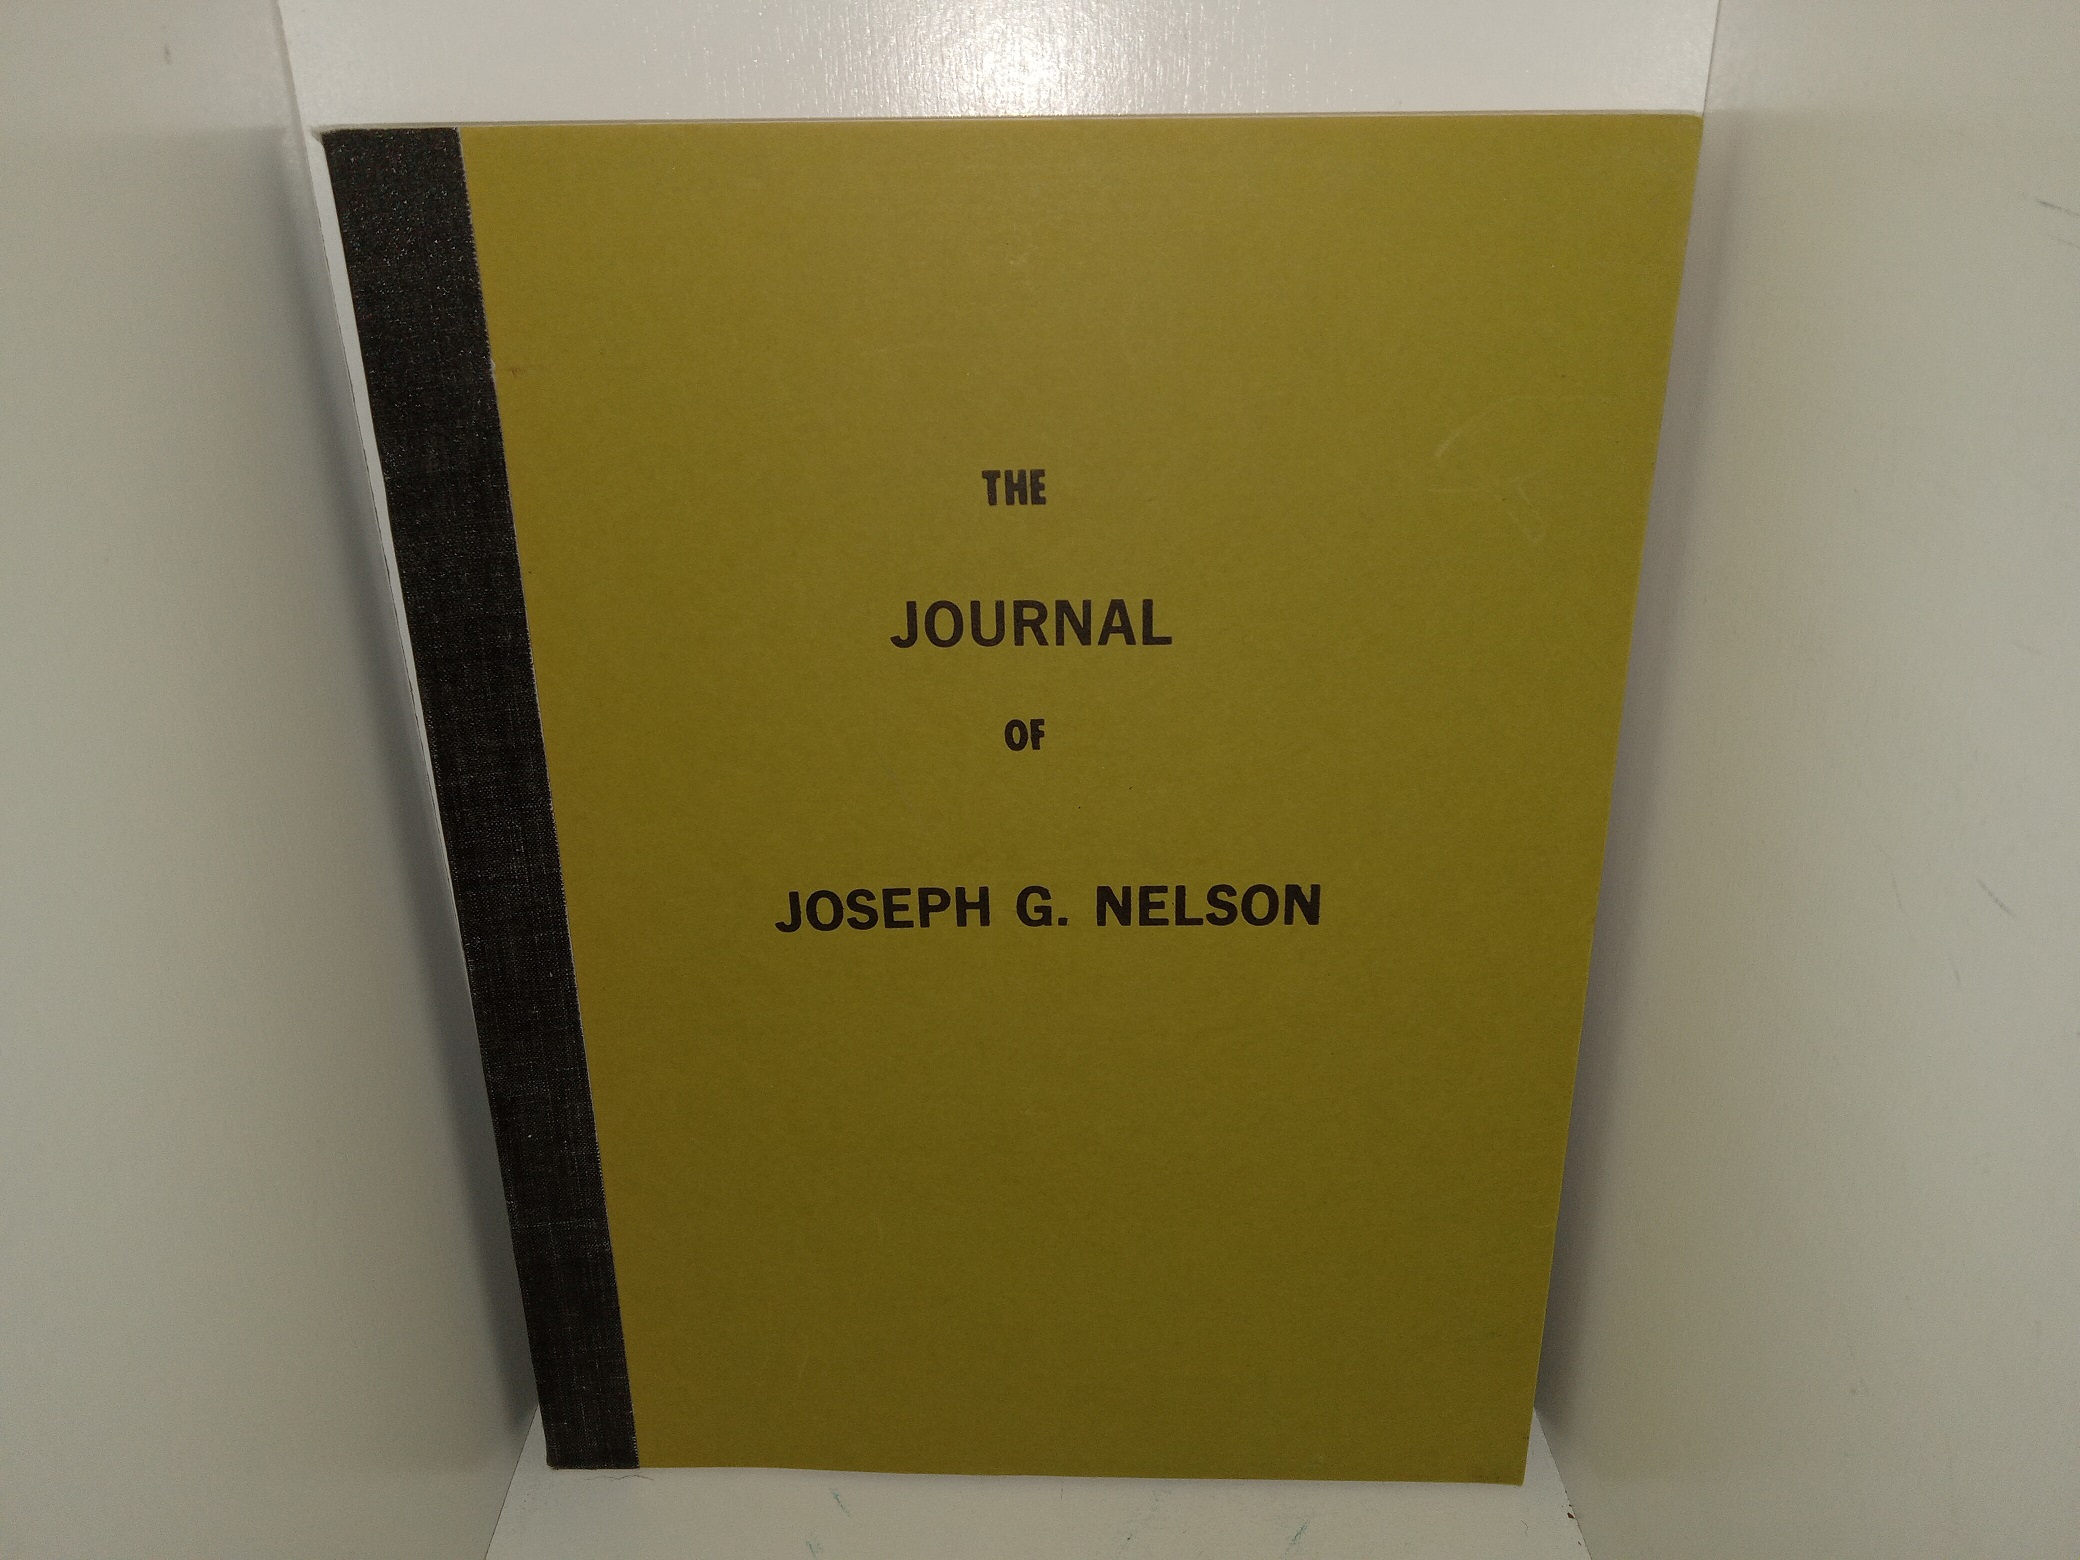 THE
JOURNAL
OF
JOSEPH G. NELSON